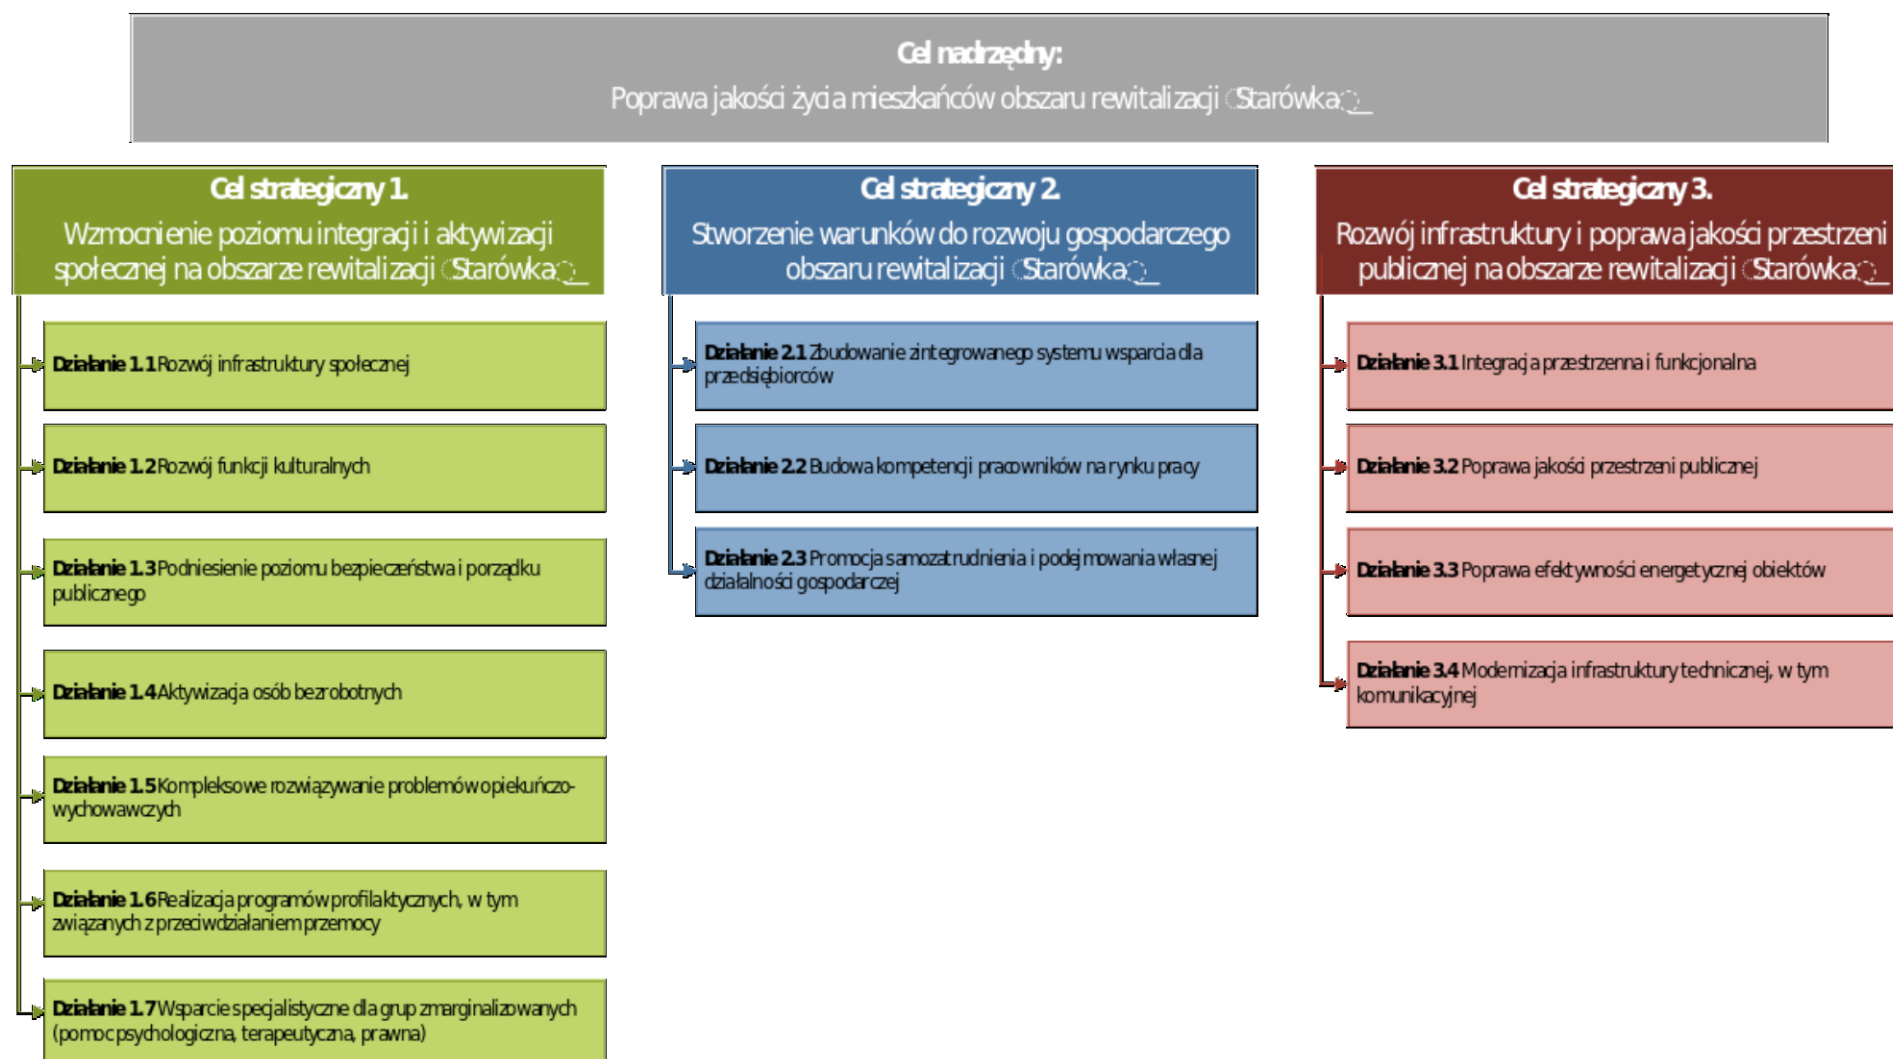 Cel nadrzędny:
Poprawa jakości życia mieszkańców obszaru rewitalizacji Starówka
Cel strategiczny 1.
Wzmocnienie poziomu integracji i aktywizacji
społecznej na obszarze rewitalizacji Starówka
Działanie 1.1 Rozwój infrastruktury społecznej
Działanie 1.2 Rozwój funkcji kulturalnych
Działanie 1.3 Podniesienie poziomu bezpieczeństwa i porządku
publicznego
Działanie 1.4 Aktywizacja osób bezrobotnych
Działanie 1.5 Kompleksowe rozwiązywanie problemów opiekuńczo-
wychowawczych
Działanie 1.6 Realizacja programów profilaktycznych, w tym
związanych z przeciwdziałaniem przemocy
Działanie 1.7 Wsparcie specjalistyczne dla grup zmarginalizowanych
(pomoc psychologiczna, terapeutyczna, prawna)
Cel strategiczny 2.
Stworzenie warunków do rozwoju gospodarczego
obszaru rewitalizacji Starówka
Działanie 2.1 Zbudowanie zintegrowanego systemu wsparcia dla
przedsiębiorców
Działanie 2.2 Budowa kompetencji pracowników na rynku pracy
Działanie 2.3 Promocja samozatrudnienia i podejmowania własnej
działalności gospodarczej
Cel strategiczny 3.
Rozwój infrastruktury i poprawa jakości przestrzeni
publicznej na obszarze rewitalizacji Starówka
Działanie 3.1 Integracja przestrzenna i funkcjonalna
Działanie 3.2 Poprawa jakości przestrzeni publicznej
Działanie 3.3 Poprawa efektywności energetycznej obiektów
Działanie 3.4 Modernizacja infrastruktury technicznej, w tym
komunikacyjnej